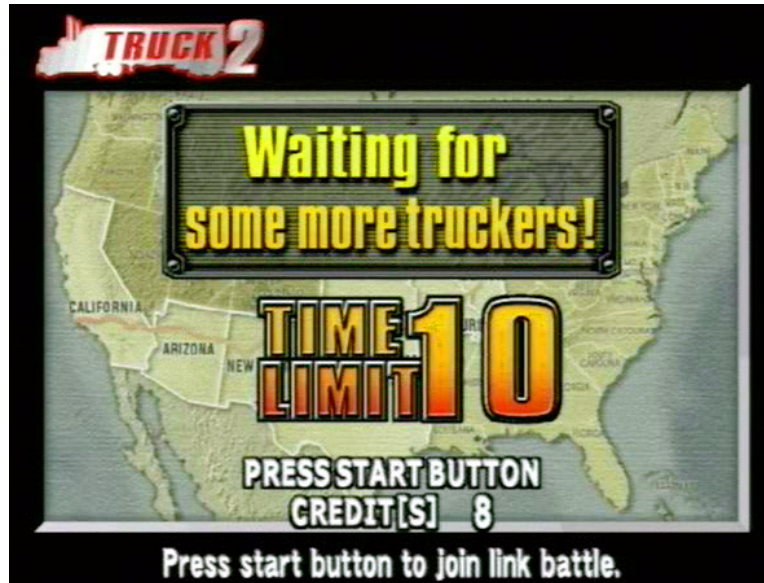 TRUCK 2
Waiting for
some more truckers!
CALIFORNIA
ARIZONA
NEW
TIME
LIMIT 10
PRESS START BUTTON
CREDIT[S] 8
Press start button to join link battle.